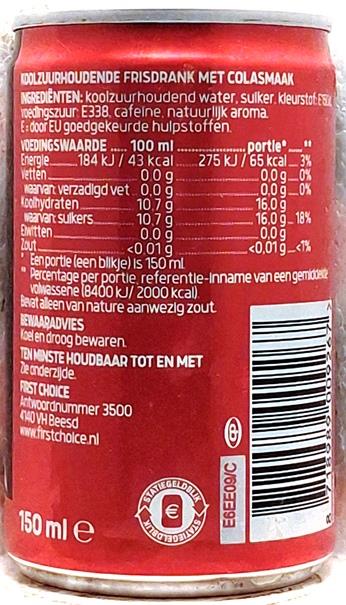 KOOLZUURHOUDENDE FRISDRANK MET COLASMAAK
INGREDIËNTEN: koolzuurhoudend water, suiker, kleurstof: E150d,
voedingszuur: E338, cafeïne, natuurlijk aroma.
E = door EU goedgekeurde hulpstoffen.
VOEDINGSWAARDE ..... 100 ml ..... portie* ..... **
Energie ..... 184 kJ / 43 kcal ..... 275 kJ / 65 kcal ... 3%
Vetten ..... 0,0 g ..... 0,0 g ... 0%
waarvan: verzadigd vet ... 0,0 g ..... 0,0 g ... 0%
Koolhydraten ..... 10,7 g ..... 16,0 g
waarvan: suikers ..... 10,7 g ..... 16,0 g ... 18%
Eiwitten ..... 0,0 g ..... 0,0 g
Zout ..... <0,01 g ..... <0,01 g ... <1%
* Een portie (een blikje) is 150 ml
** Percentage per portie, referentie-inname van een gemiddelde
volwassene (8400 kJ / 2000 kcal).
Bevat alleen van nature aanwezig zout.
BEWAARADVIES
Koel en droog bewaren.
TEN MINSTE HOUDBAAR TOT EN MET
Zie onderzijde.
FIRST CHOICE
Antwoordnummer 3500
4140 VH Beesd
www.firstchoice.nl
150 ml e
STATIEGELDBLIK
€
STATIEGELDBLIK
E6EE09/C